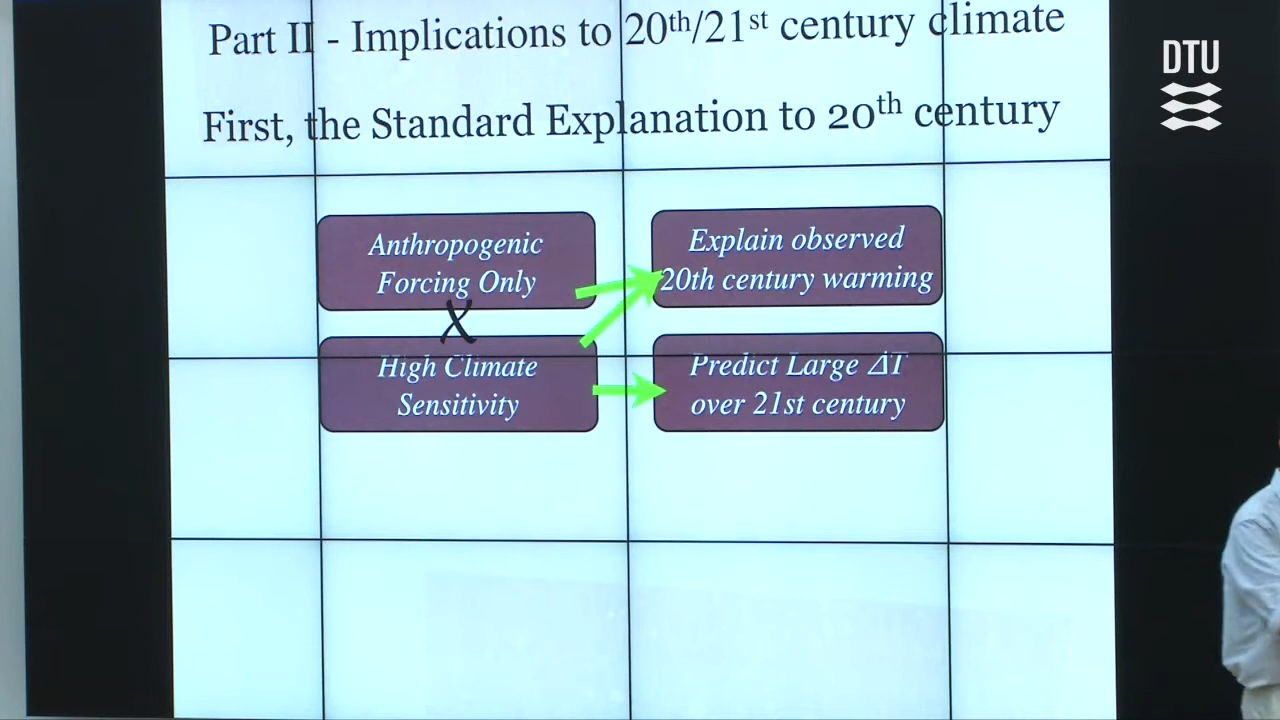 Part II - Implications to 20th/21st century climate
First, the Standard Explanation to 20th century
Anthropogenic
Forcing Only
X
High Climate
Sensitivity
Explain observed
20th century warming
Predict Large ΔT
over 21st century
DTU